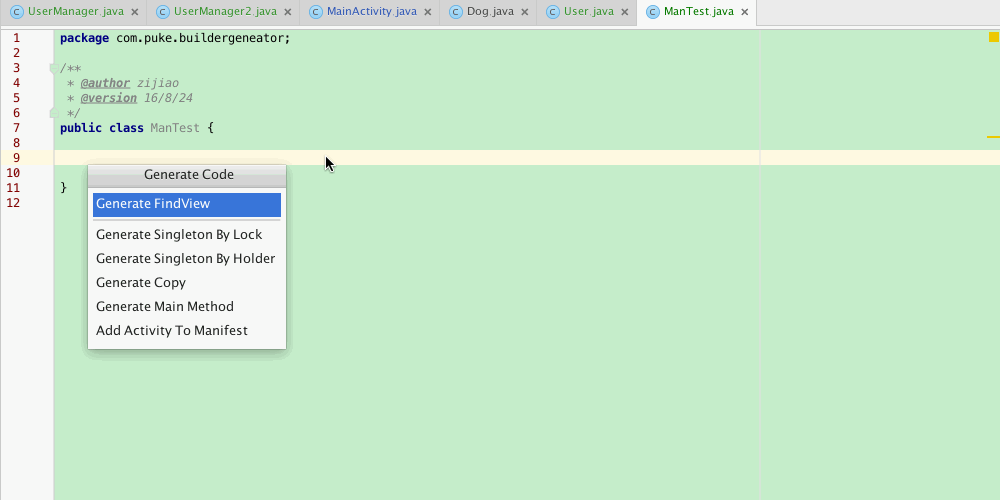 C UserManager.java × C UserManager2.java × C MainActivity.java × C Dog.java × C User.java × C ManTest.java ×
1 package com.puke.buildergeneator;
2
3 /**
4 * @author zijiao
5 * @version 16/8/24
6 */
7 public class ManTest {
8
9
10
11 }
12
Generate Code
Generate FindView
Generate Singleton By Lock
Generate Singleton By Holder
Generate Copy
Generate Main Method
Add Activity To Manifest